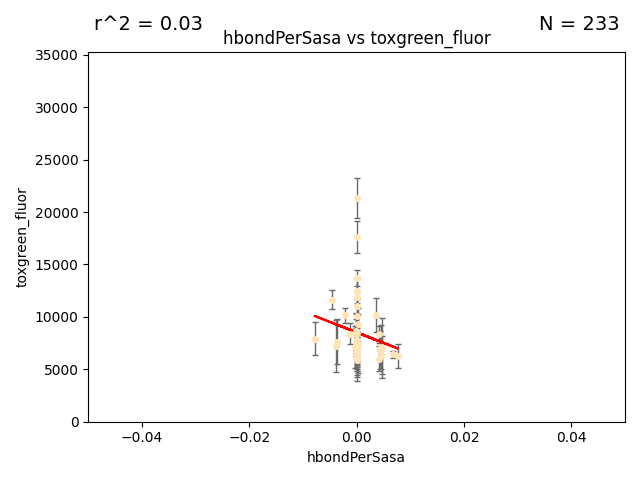 r^2 = 0.03
N = 233
hbondPerSasa vs toxgreen_fluor
35000
30000
25000
20000
15000
10000
5000
0
toxgreen_fluor
−0.04
−0.02
0.00
0.02
0.04
hbondPerSasa